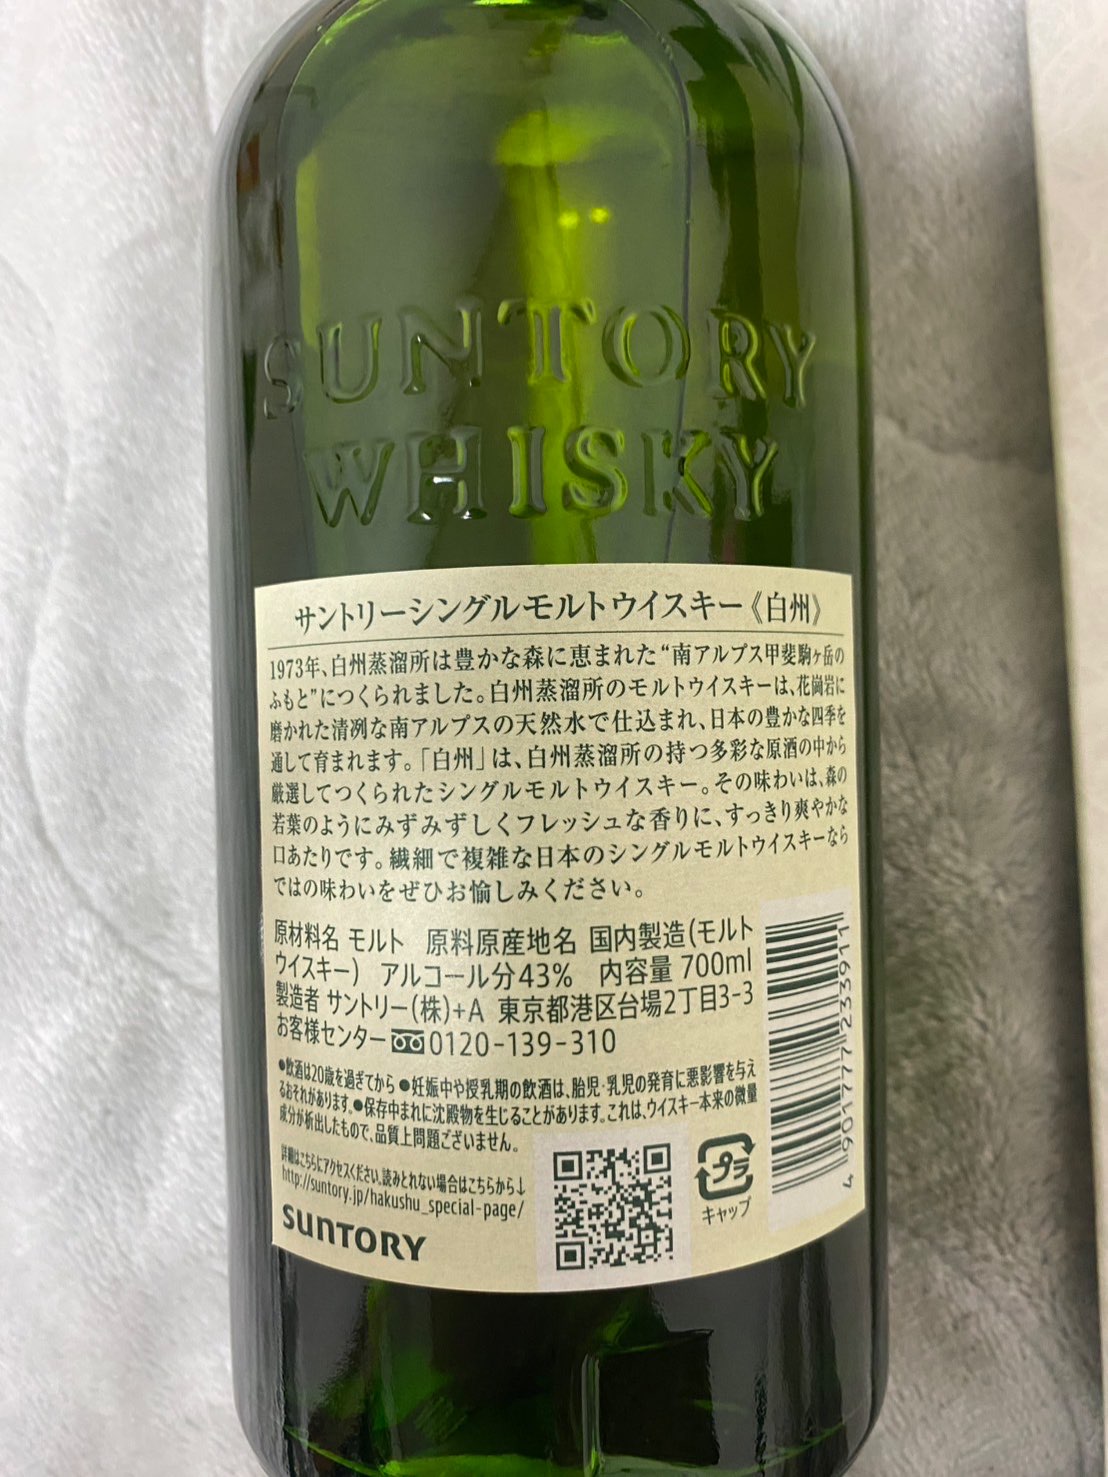 SUNTORY
WHISKY
サントリーシングルモルトウイスキー《白州》
1973年、白州蒸溜所は豊かな森に恵まれた“南アルプス甲斐駒ヶ岳の
ふもと”につくられました。白州蒸溜所のモルトウイスキーは、花崗岩に
磨かれた清冽な南アルプスの天然水で仕込まれ、日本の豊かな四季を
通して育まれます。「白州」は、白州蒸溜所の持つ多彩な原酒の中から
厳選してつくられたシングルモルトウイスキー。その味わいは、森の
若葉のようにみずみずしくフレッシュな香りに、すっきり爽やかな
口あたりです。繊細で複雑な日本のシングルモルトウイスキーなら
ではの味わいをぜひお愉しみください。
原材料名 モルト 原料原産地名 国内製造(モルト
ウイスキー) アルコール分43% 内容量 700ml
製造者 サントリー(株)+A 東京都港区台場2丁目3-3
お客様センター 0120-139-310
●飲酒は20歳を過ぎてから ●妊娠中や授乳期の飲酒は、胎児・乳児の発育に悪影響を与え
るおそれがあります。●保存中まれに沈殿物を生じることがあります。これは、ウイスキー本来の微量
成分が析出したもので、品質上問題ございません。
詳細はこちらにアクセスください。読みとれない場合はこちらから↓
http://suntory.jp/hakushu_special-page/
SUNTORY
プラ
キャップ
4 901777 233911